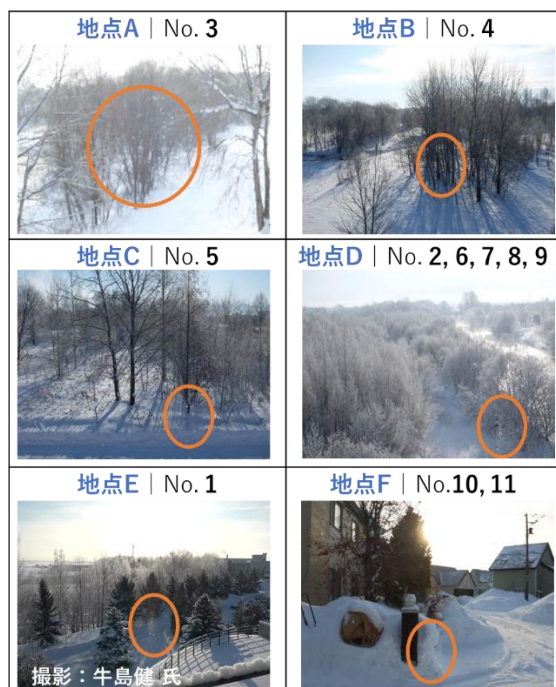 地点A | No. 3
地点B | No. 4
地点C | No. 5
地点D | No. 2, 6, 7, 8, 9
地点E | No. 1
地点F | No.10, 11
撮影：牛島健 氏